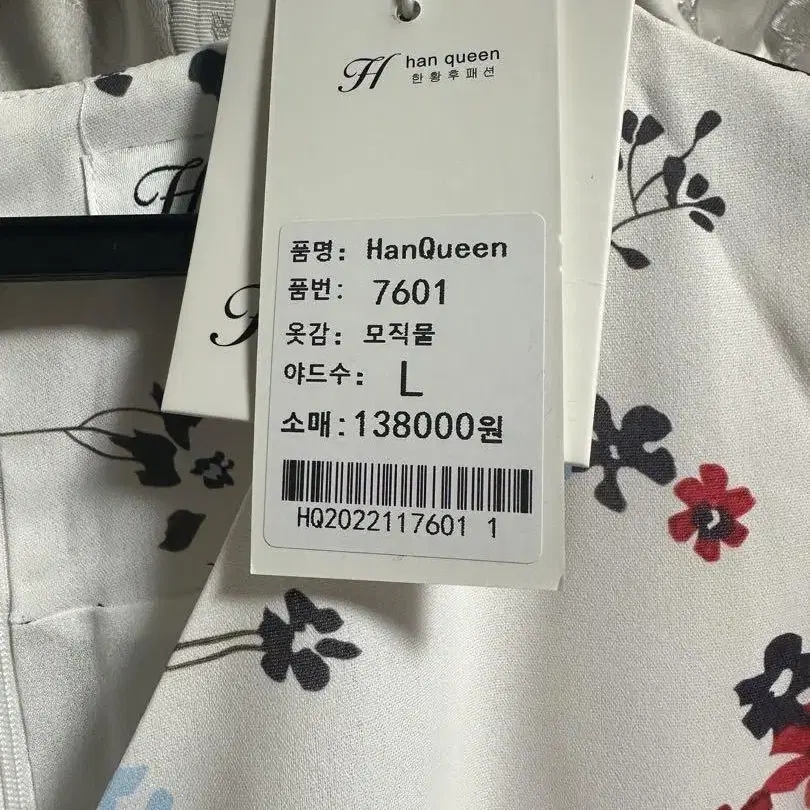 H han queen
한황후패션
품명: HanQueen
품번: 7601
옷감: 모직물
야드수: L
소매:138000원
HQ2022117601 1
H
H